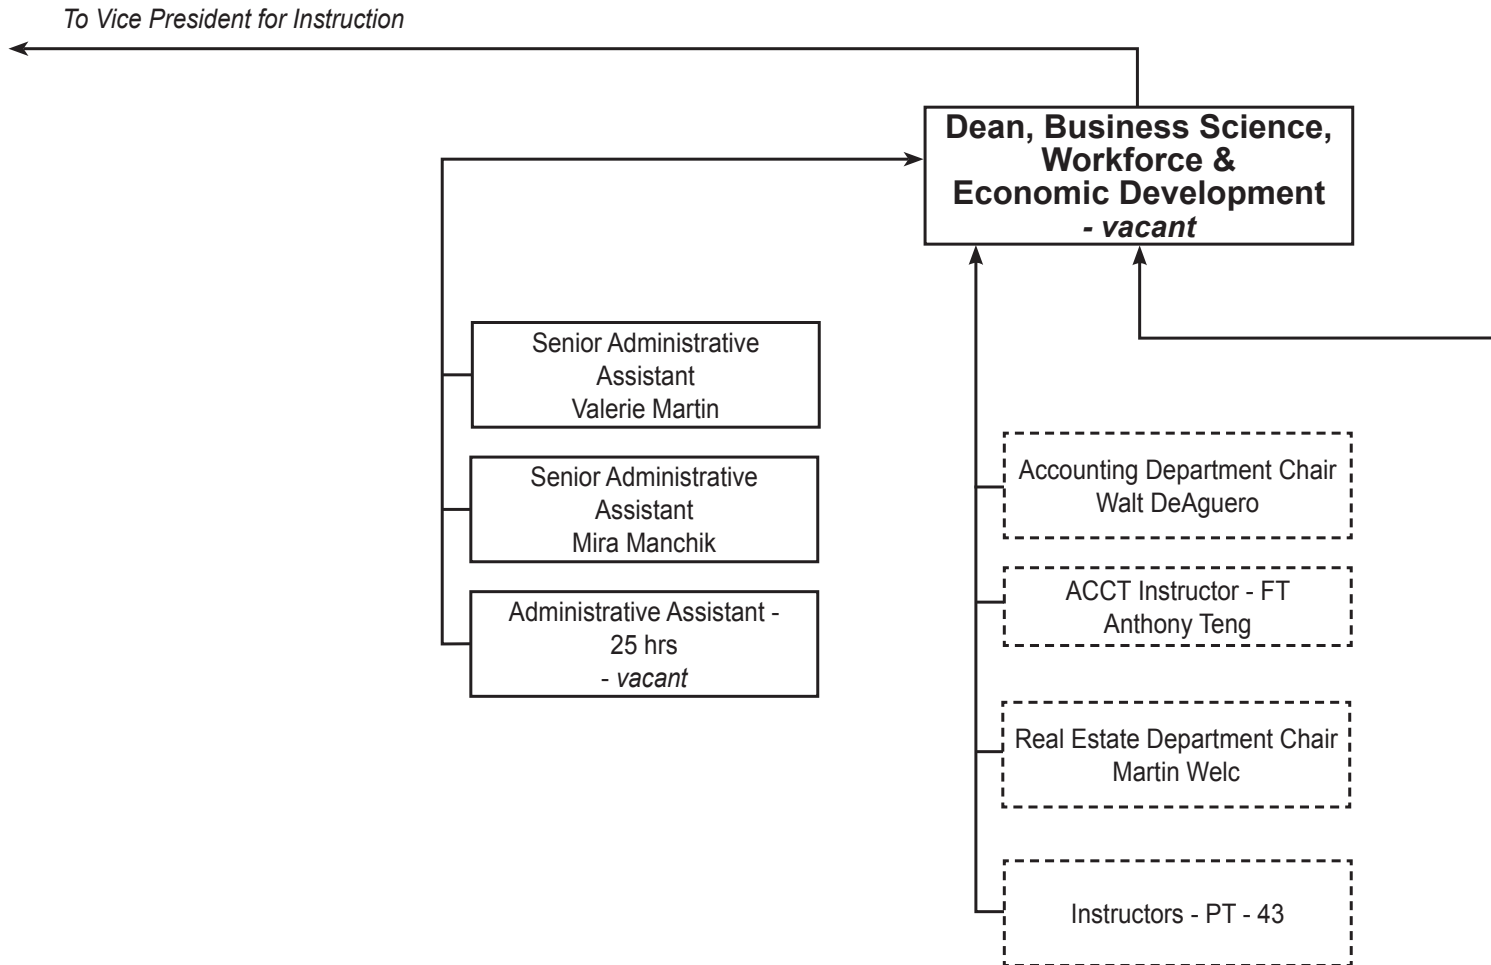 To Vice President for Instruction
Dean, Business Science,
Workforce &
Economic Development
- vacant
Senior Administrative
Assistant
Valerie Martin
Senior Administrative
Assistant
Mira Manchik
Administrative Assistant -
25 hrs
- vacant
Accounting Department Chair
Walt DeAguero
ACCT Instructor - FT
Anthony Teng
Real Estate Department Chair
Martin Welc
Instructors - PT - 43